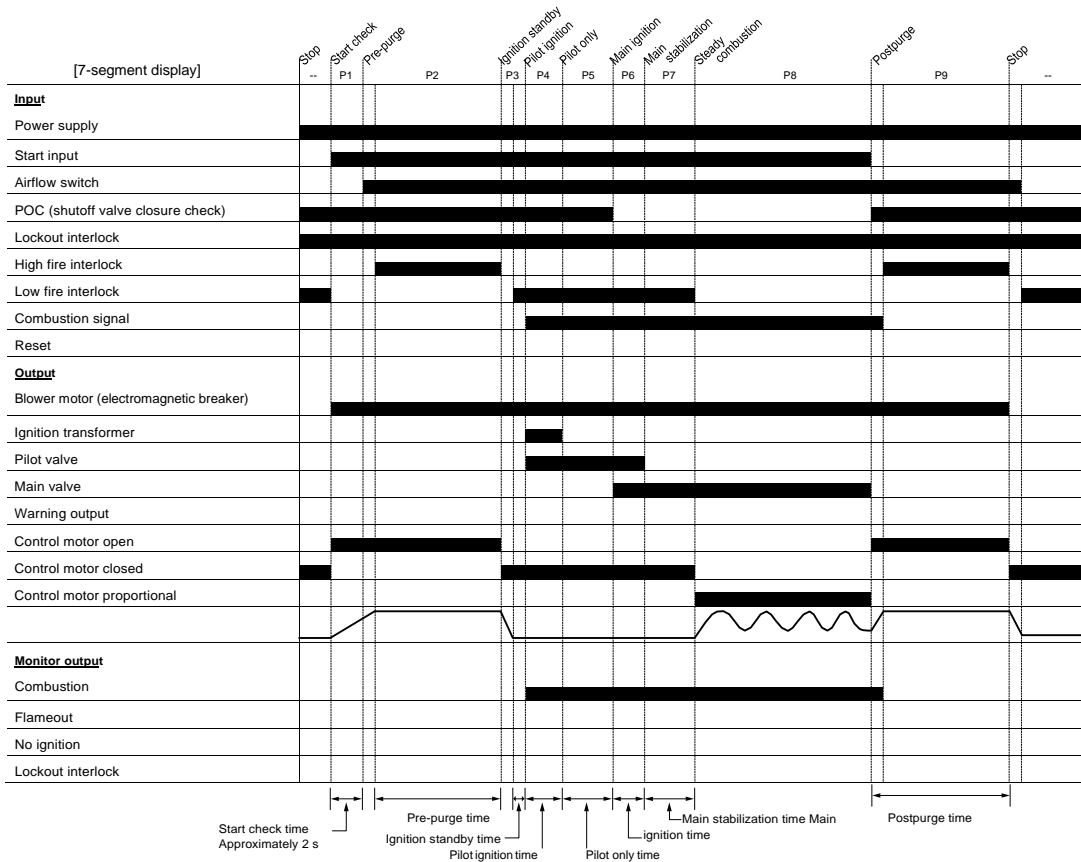 Stop
Start check
Pre-purge
Ignition standby
Pilot ignition
Pilot only
Main ignition
Main
stabilization
Steady
combustion
Postpurge
Stop
[7-segment display]
-- P1 P2 P3 P4 P5 P6 P7 P8 P9 --
Input
Power supply
Start input
Airflow switch
POC (shutoff valve closure check)
Lockout interlock
High fire interlock
Low fire interlock
Combustion signal
Reset
Output
Blower motor (electromagnetic breaker)
Ignition transformer
Pilot valve
Main valve
Warning output
Control motor open
Control motor closed
Control motor proportional
Monitor output
Combustion
Flameout
No ignition
Lockout interlock
Start check time
Approximately 2 s
Pre-purge time
Ignition standby time
Pilot ignition time
Pilot only time
Main stabilization time Main
ignition time
Postpurge time